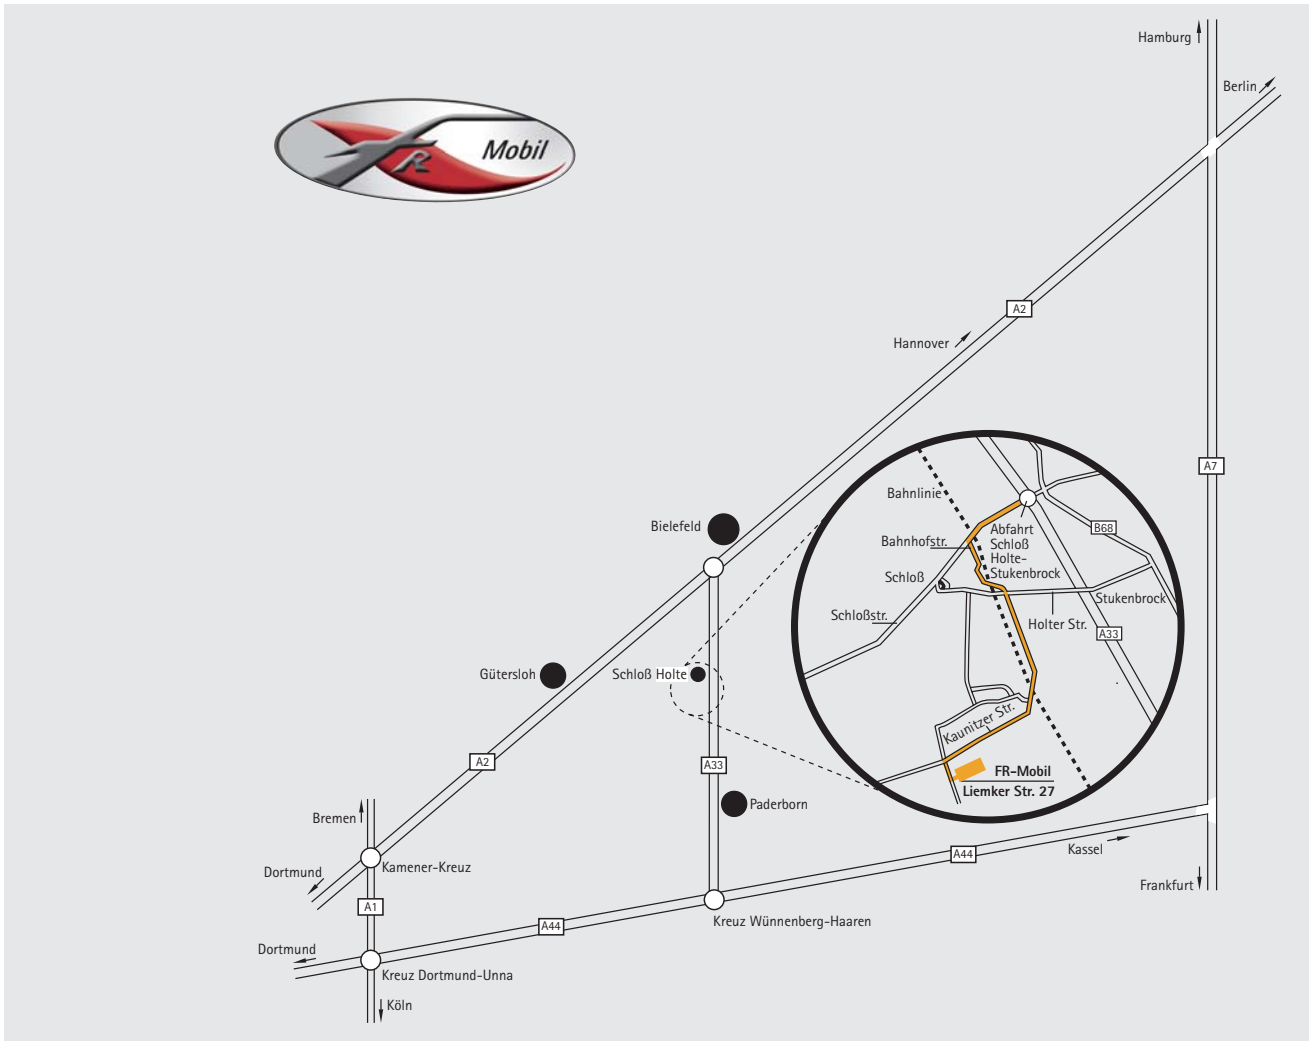 Hamburg
Berlin
R
Mobil
A2
Hannover
A7
Bahnlinie
Bielefeld
Abfahrt
Schloß
Holte-
Stukenbrock
B68
Bahnhofstr.
Schloß
Stukenbrock
Schloßstr.
Holter Str.
A33
Gütersloh
Schloß Holte
Kaunitzer Str.
A2
A33
FR-Mobil
Liemker Str. 27
Paderborn
Bremen
Kassel
A44
Kamener-Kreuz
Dortmund
Frankfurt
A1
A44
Kreuz Wünnenberg-Haaren
Dortmund
Kreuz Dortmund-Unna
Köln